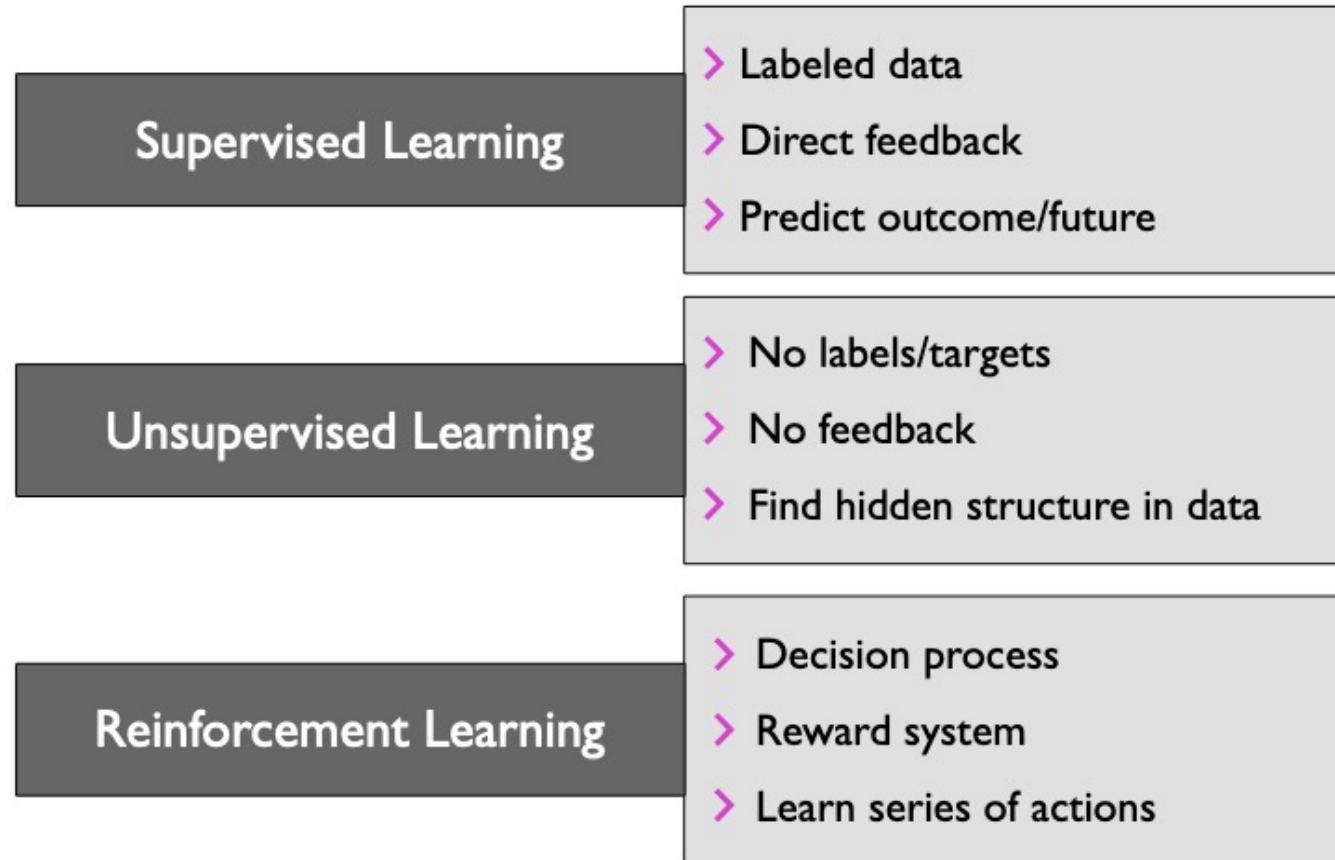 Supervised Learning
> Labeled data
> Direct feedback
> Predict outcome/future
Unsupervised Learning
> No labels/targets
> No feedback
> Find hidden structure in data
Reinforcement Learning
> Decision process
> Reward system
> Learn series of actions